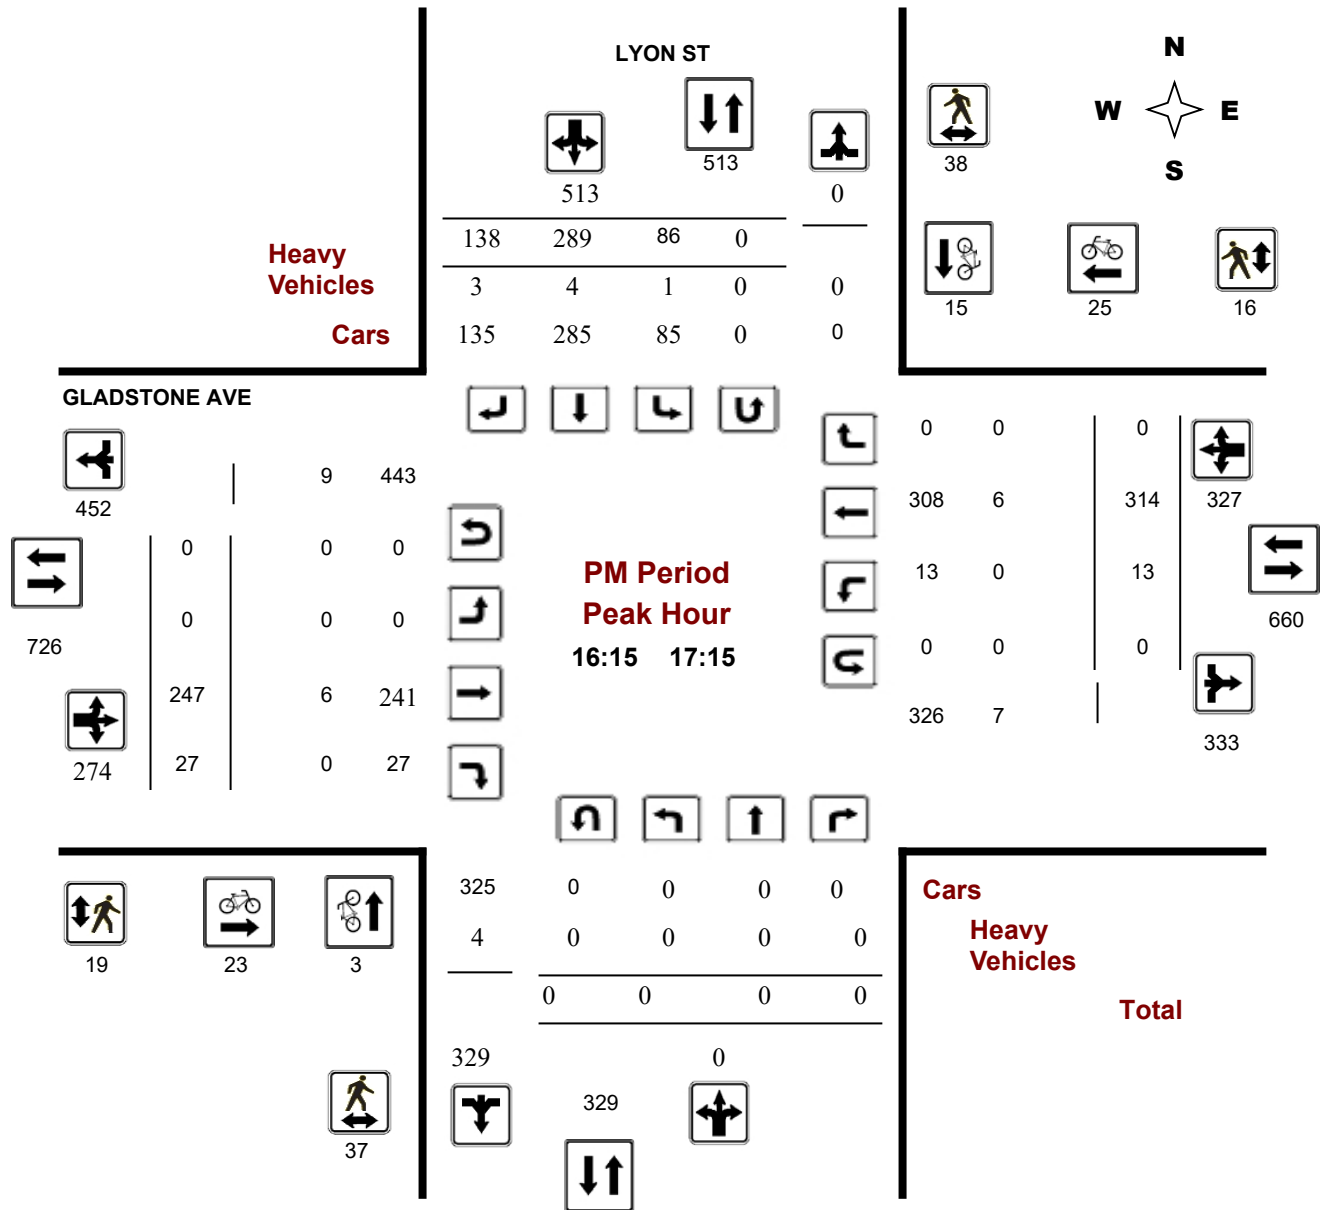 LYON ST
N
W E
S
513
513
0
38
138 289 86 0
Heavy
Vehicles
3 4 1 0 0
15 25 16
Cars
135 285 85 0 0
GLADSTONE AVE
452
9 443
0 0 0
0 0 0
726
247 6 241
274
27 0 27
PM Period
Peak Hour
16:15 17:15
0 0 0
308 6 314
327
13 0 13
660
0 0 0
326 7
333
325 0 0 0 0
4 0 0 0 0
0 0 0 0
329 0
329
19 23 3
37
Cars
Heavy
Vehicles
Total